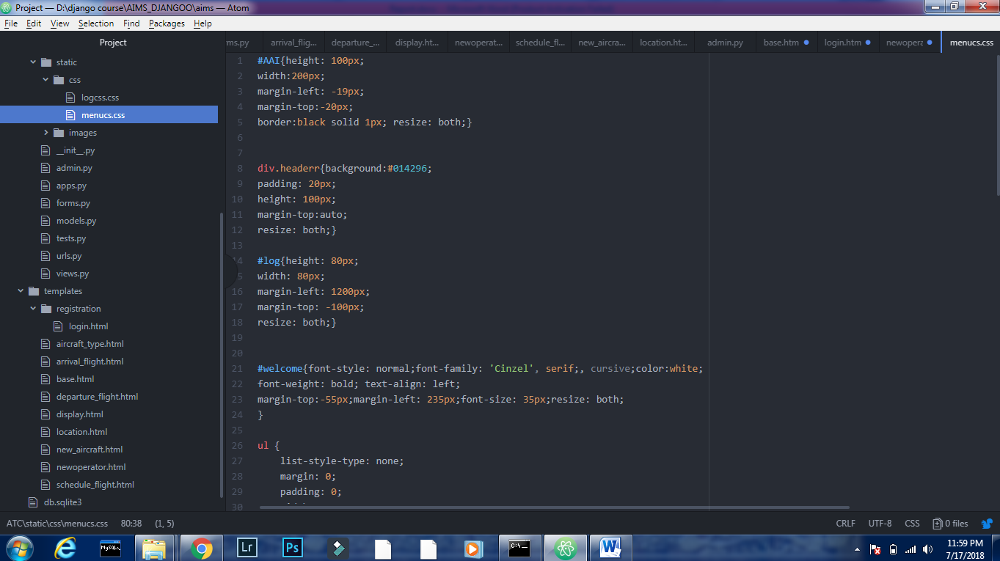 Project — D:\django course\AIMS_DJANGOO\aims — Atom
File Edit View Selection Find Packages Help
Project
static
css
logcss.css
menucs.css
images
__init__.py
admin.py
apps.py
forms.py
models.py
tests.py
urls.py
views.py
templates
registration
login.html
aircraft_type.html
arrival_flight.html
base.html
departure_flight.html
display.html
location.html
new_aircraft.html
newoperator.html
schedule_flight.html
db.sqlite3
ms.py arrival_flig... departure_... display.ht... newoperat... schedule_fl... new_aircra... location.ht... admin.py base.htm login.htm newopera menucs.css
1 #AAI{height: 100px;
2 width:200px;
3 margin-left: -19px;
4 margin-top:-20px;
5 border:black solid 1px; resize: both;}
6
7
8 div.headerr{background:#014296;
9 padding: 20px;
10 height: 100px;
11 margin-top:auto;
12 resize: both;}
13
4 #log{height: 80px;
5 width: 80px;
16 margin-left: 1200px;
17 margin-top: -100px;
18 resize: both;}
19
20
21 #welcome{font-style: normal;font-family: 'Cinzel', serif;, cursive;color:white;
22 font-weight: bold; text-align: left;
23 margin-top:-55px;margin-left: 235px;font-size: 35px;resize: both;
24 }
25
26 ul {
27 list-style-type: none;
28 margin: 0;
29 padding: 0;
30
ATC\static\css\menucs.css 80:38 (1, 5) CRLF UTF-8 CSS 0 files
MySQL
Lr
Ps
C:\_
W
11:59 PM
7/17/2018